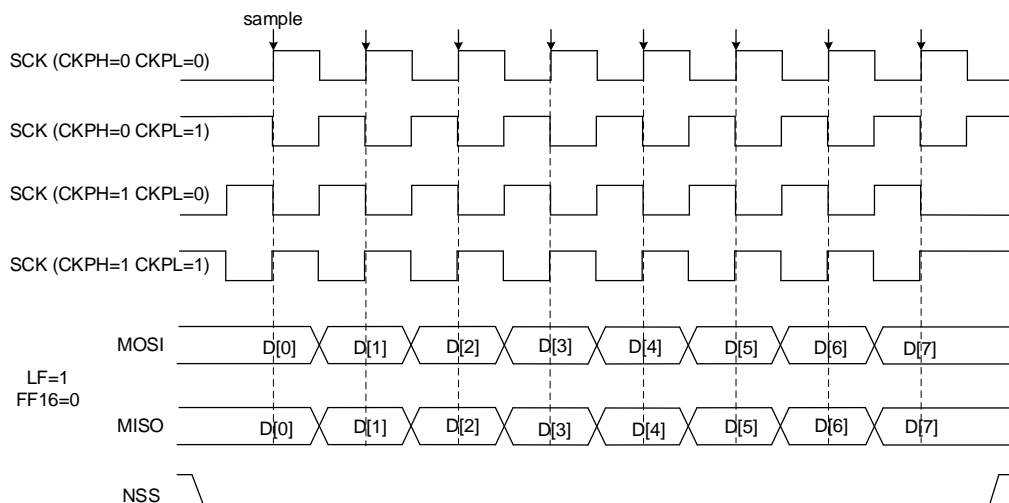 sample
SCK (CKPH=0 CKPL=0)
SCK (CKPH=0 CKPL=1)
SCK (CKPH=1 CKPL=0)
SCK (CKPH=1 CKPL=1)
MOSI D[0] D[1] D[2] D[3] D[4] D[5] D[6] D[7]
LF=1
FF16=0
MISO D[0] D[1] D[2] D[3] D[4] D[5] D[6] D[7]
NSS